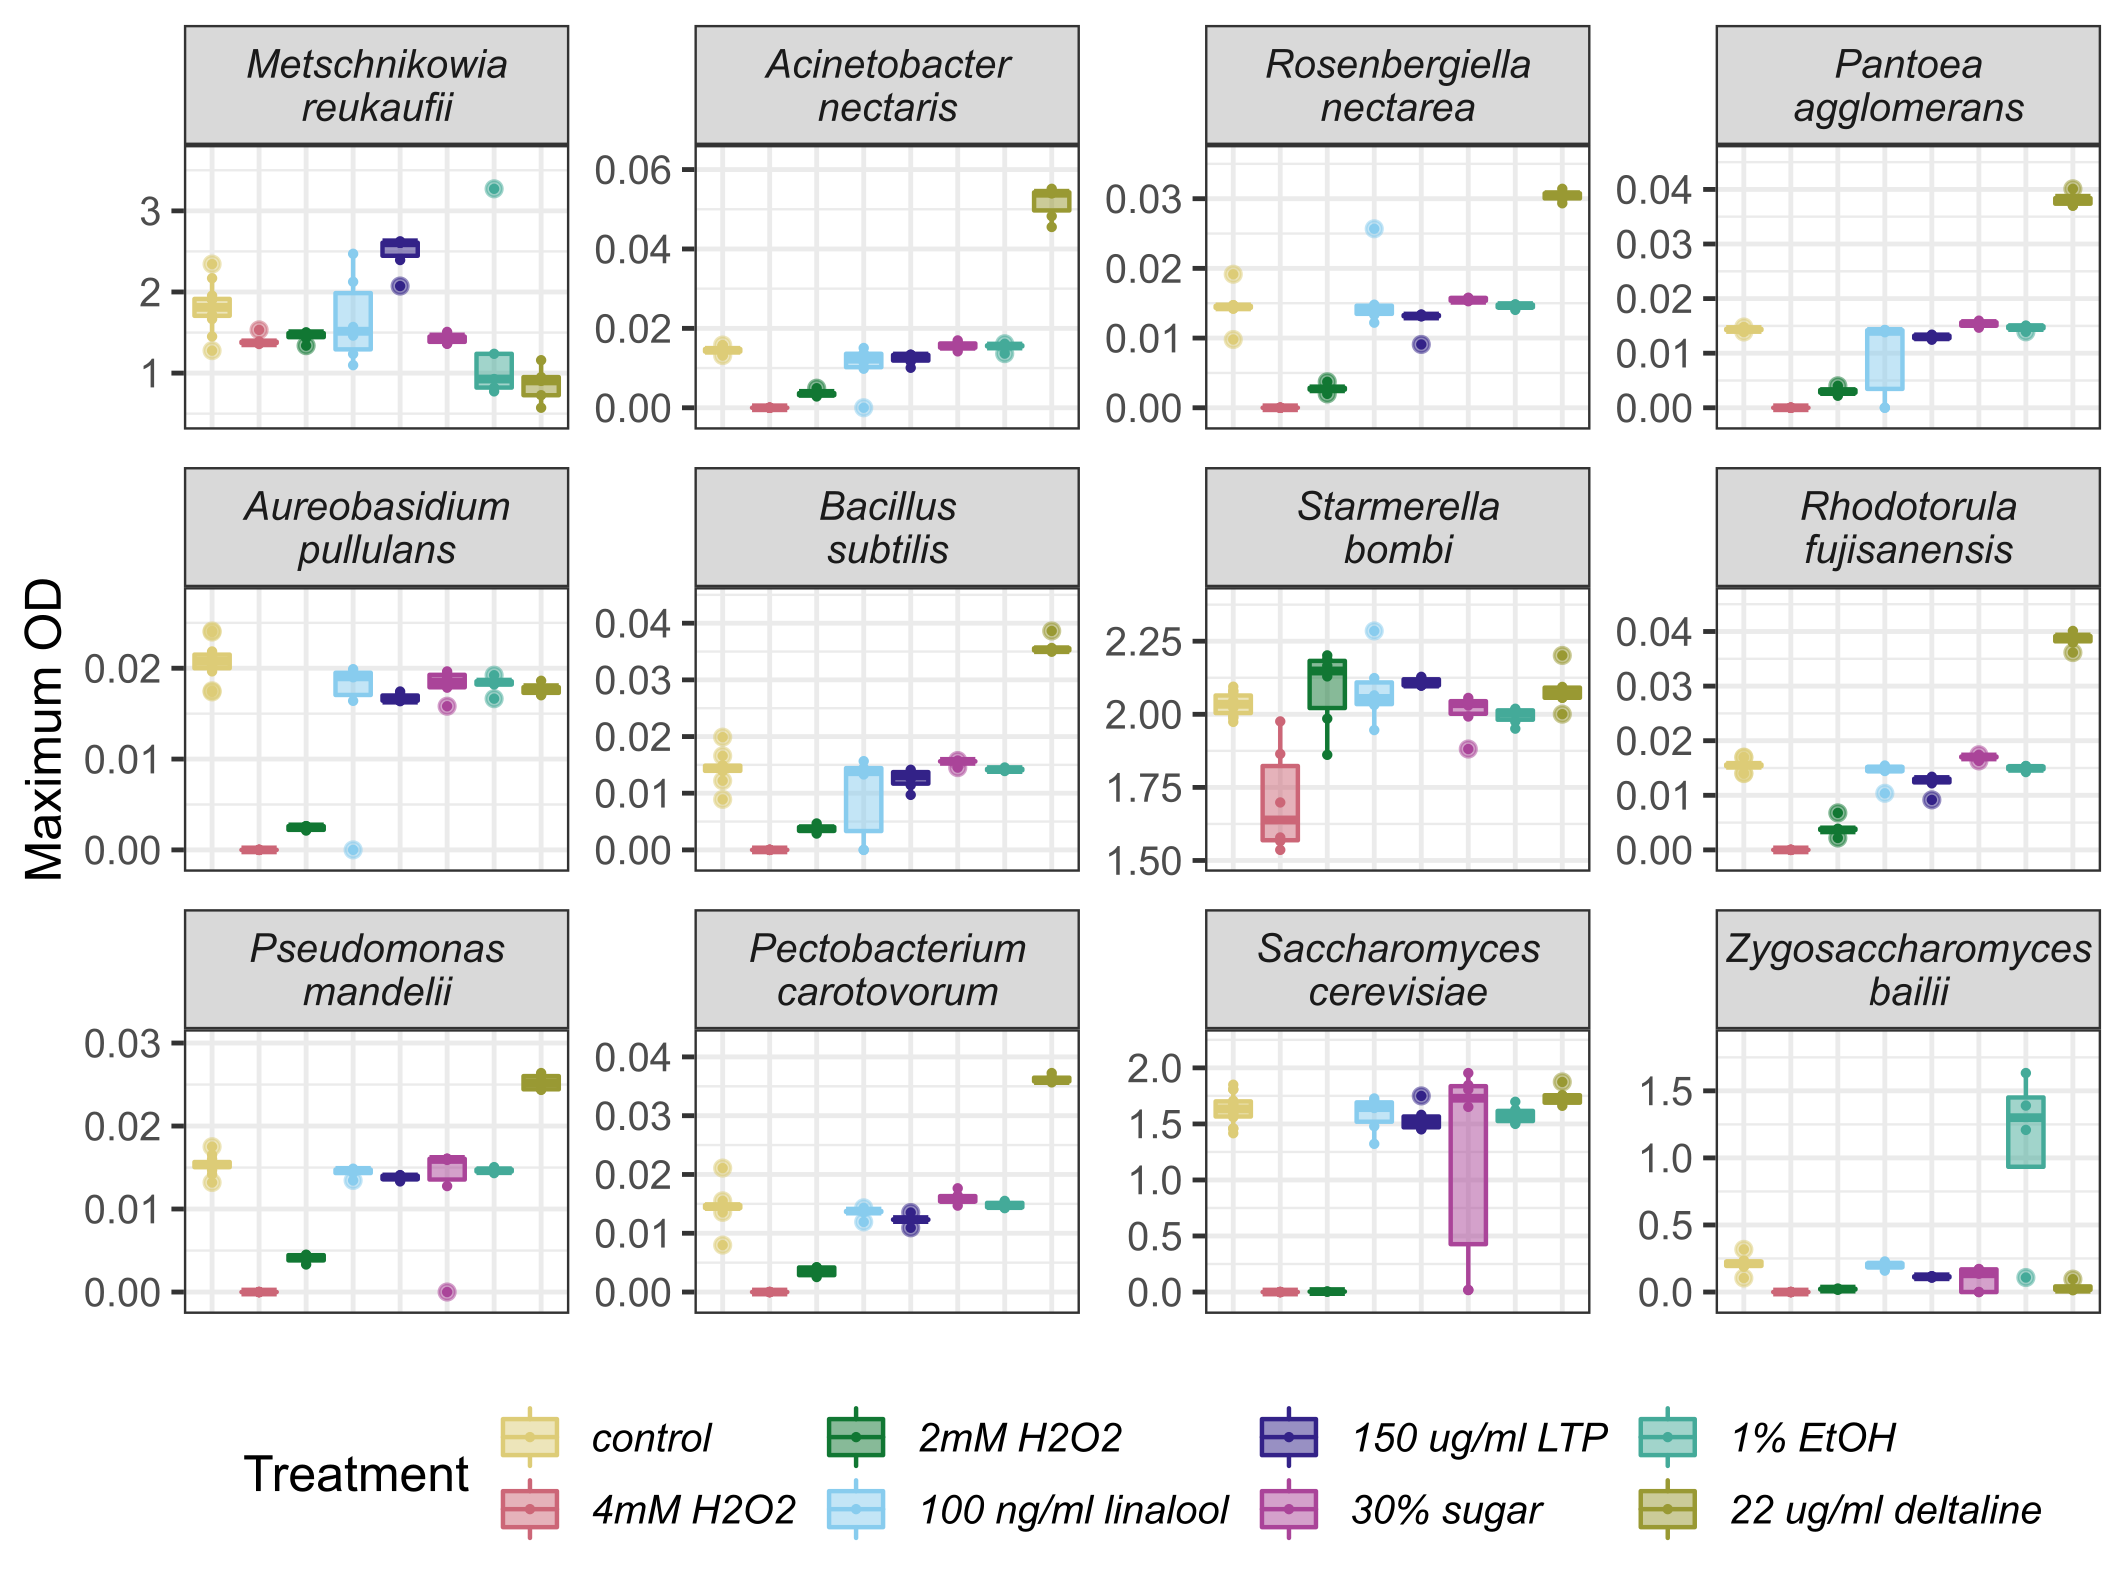 Metschnikowia
reukaufii
Acinetobacter
nectaris
Rosenbergiella
nectarea
Pantoea
agglomerans
3
2
1
0.06
0.04
0.02
0.00
0.03
0.02
0.01
0.00
0.04
0.03
0.02
0.01
0.00
Maximum OD
Aureobasidium
pullulans
Bacillus
subtilis
Starmerella
bombi
Rhodotorula
fujisanensis
0.02
0.01
0.00
0.04
0.03
0.02
0.01
0.00
2.25
2.00
1.75
1.50
0.04
0.03
0.02
0.01
0.00
Pseudomonas
mandelii
Pectobacterium
carotovorum
Saccharomyces
cerevisiae
Zygosaccharomyces
bailii
0.03
0.02
0.01
0.00
0.04
0.03
0.02
0.01
0.00
2.0
1.5
1.0
0.5
0.0
1.5
1.0
0.5
0.0
Treatment
control
4mM H2O2
2mM H2O2
100 ng/ml linalool
150 ug/ml LTP
30% sugar
1% EtOH
22 ug/ml deltaline